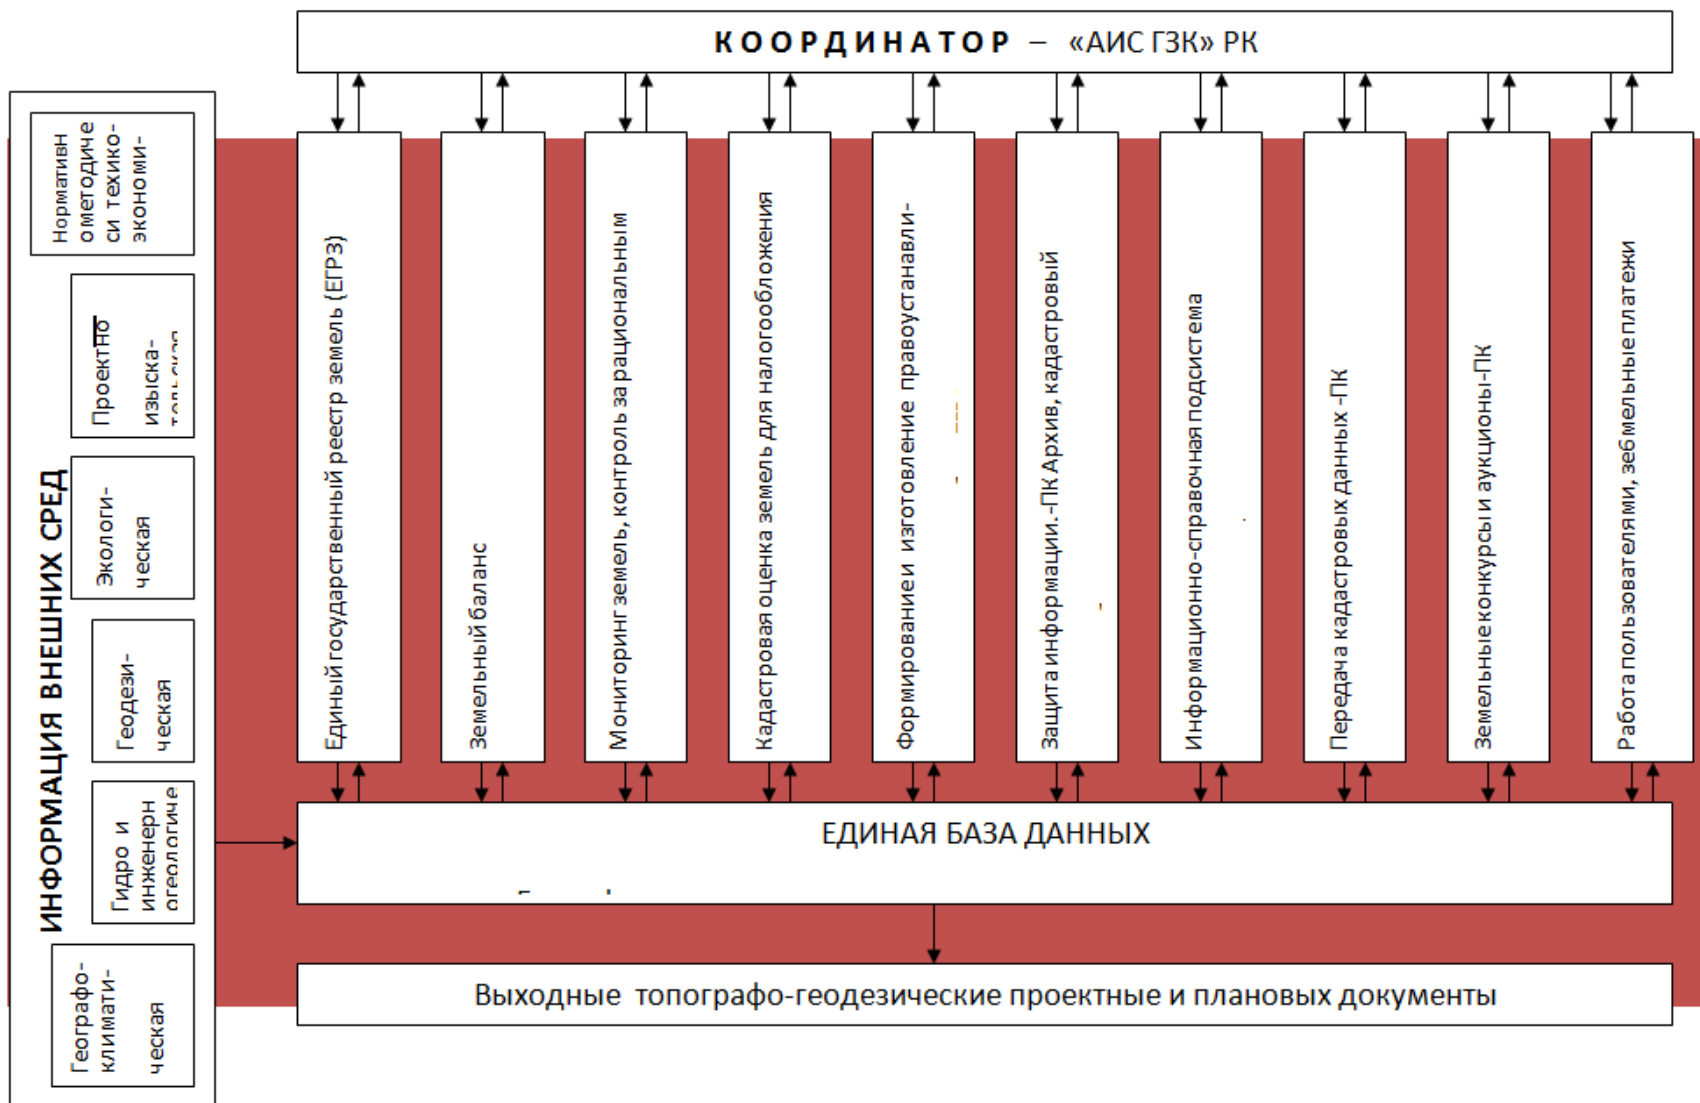 КООРДИНАТОР – «АИС ГЗК» РК
ИНФОРМАЦИЯ ВНЕШНИХ СРЕД
Нормативн
ометодиче
си техико-
экономи-
Проектно
изыска-
Экологи-
ческая
Геодези-
ческая
Гидро и
инженерн
огеологиче
Географо-
климати-
ческая
Единый государственный реестр земель (ЕГРЗ)
Земельный баланс
Мониторинг земель, контроль за рациональным
Кадастровая оценка земель для налогообложения
Формирование и изготовление правоустанавли-
Защита информации.-ПК Архив, кадастровый
Информационно-справочная подсистема
Передача кадастровых данных -ПК
Земельные конкурсы и аукционы-ПК
Работа пользователями, зебмельные платежи
ЕДИНАЯ БАЗА ДАННЫХ
Выходные топографо-геодезические проектные и плановых документы